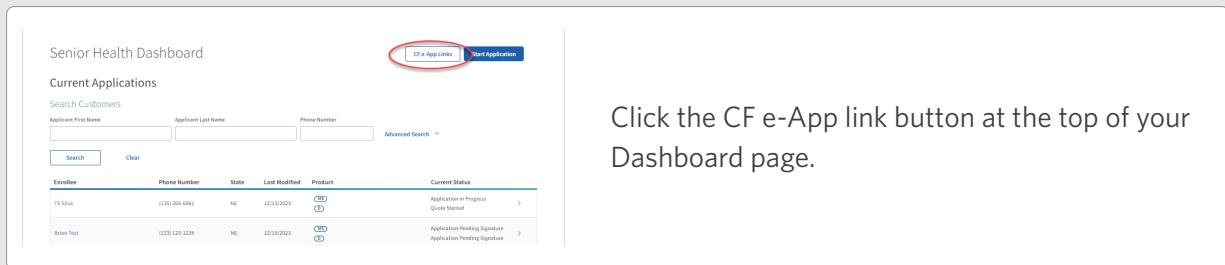 Senior Health Dashboard
CF e-App Links
Start Application
Current Applications
Search Customers
Applicant First Name Applicant Last Name Phone Number
Advanced Search
Search Clear
Enrollee Phone Number State Last Modified Product Current Status
TS Silva (135) 266-6881 NE 12/13/2023 MS Application in Progress
D Quote Started
Brian Test (123) 123-1234 NE 12/19/2023 MS Application Pending Signature
D Application Pending Signature
Click the CF e-App link button at the top of your
Dashboard page.